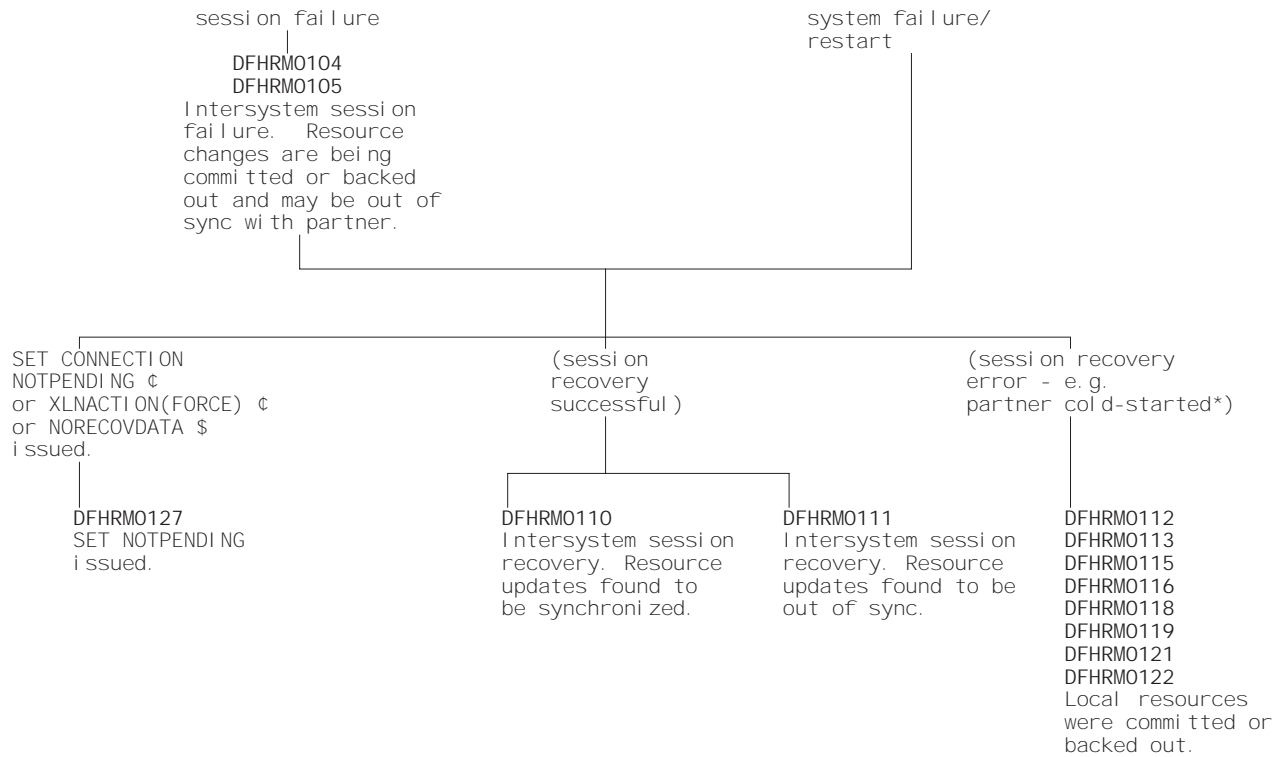 session failure
system failure/
restart
DFHRM0104
DFHRM0105
Intersystem session
failure. Resource
changes are being
committed or backed
out and may be out of
sync with partner.
SET CONNECTION
NOTPENDING ¢
or XLNACTION(FORCE) ¢
or NORECOVDATA $
issued.
(session
recovery
successful)
(session recovery
error - e.g.
partner cold-started*)
DFHRM0127
SET NOTPENDING
issued.
DFHRM0110
Intersystem session
recovery. Resource
updates found to
be synchronized.
DFHRM0111
Intersystem session
recovery. Resource
updates found to be
out of sync.
DFHRM0112
DFHRM0113
DFHRM0115
DFHRM0116
DFHRM0118
DFHRM0119
DFHRM0121
DFHRM0122
Local resources
were committed or
backed out.